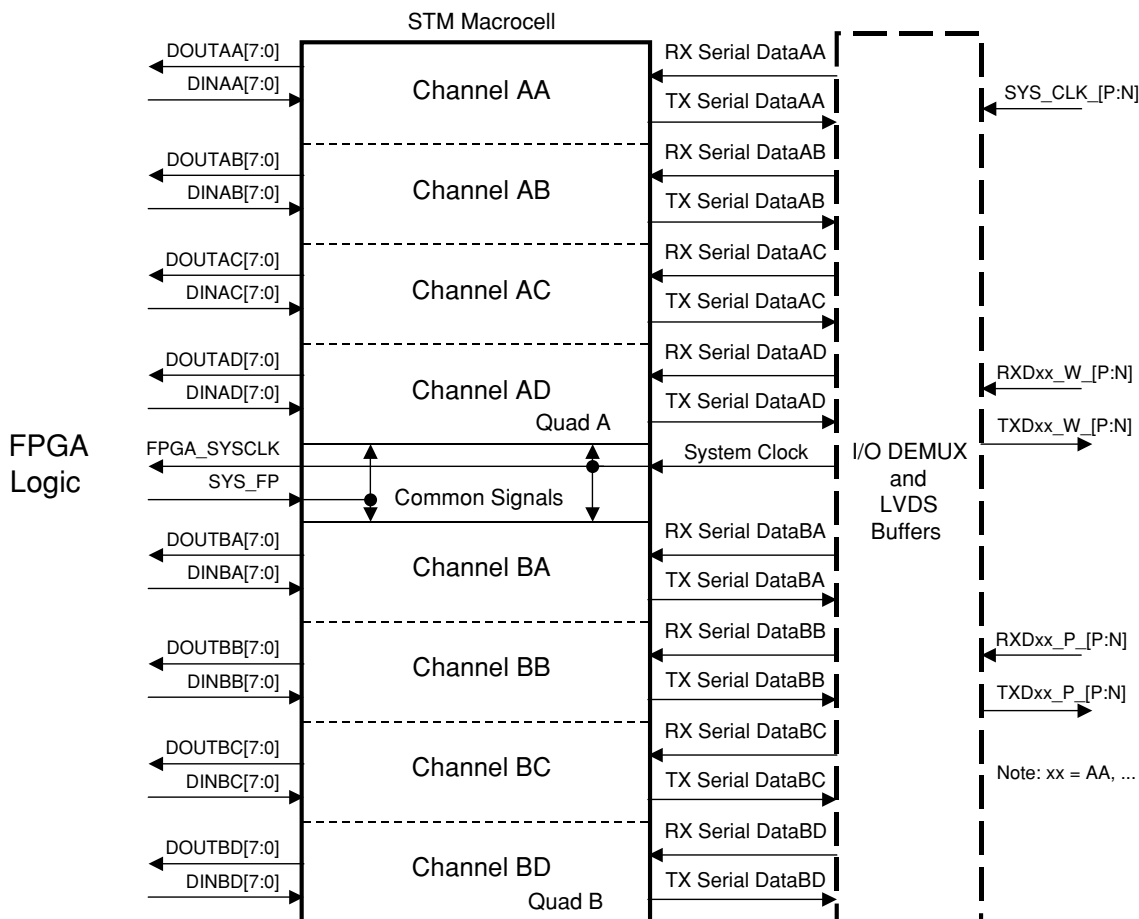 STM Macrocell
DOUTAA[7:0]
DINAA[7:0]
Channel AA
RX Serial DataAA
TX Serial DataAA
SYS_CLK_[P:N]
DOUTAB[7:0]
DINAB[7:0]
Channel AB
RX Serial DataAB
TX Serial DataAB
DOUTAC[7:0]
DINAC[7:0]
Channel AC
RX Serial DataAC
TX Serial DataAC
DOUTAD[7:0]
DINAD[7:0]
Channel AD
Quad A
RX Serial DataAD
TX Serial DataAD
RXDxx_W_[P:N]
TXDxx_W_[P:N]
FPGA
Logic
FPGA_SYSCLK
SYS_FP
Common Signals
System Clock
I/O DEMUX
and
LVDS
Buffers
DOUTBA[7:0]
DINBA[7:0]
Channel BA
RX Serial DataBA
TX Serial DataBA
DOUTBB[7:0]
DINBB[7:0]
Channel BB
RX Serial DataBB
TX Serial DataBB
RXDxx_P_[P:N]
TXDxx_P_[P:N]
DOUTBC[7:0]
DINBC[7:0]
Channel BC
RX Serial DataBC
TX Serial DataBC
Note: xx = AA, ...
DOUTBD[7:0]
DINBD[7:0]
Channel BD
Quad B
RX Serial DataBD
TX Serial DataBD